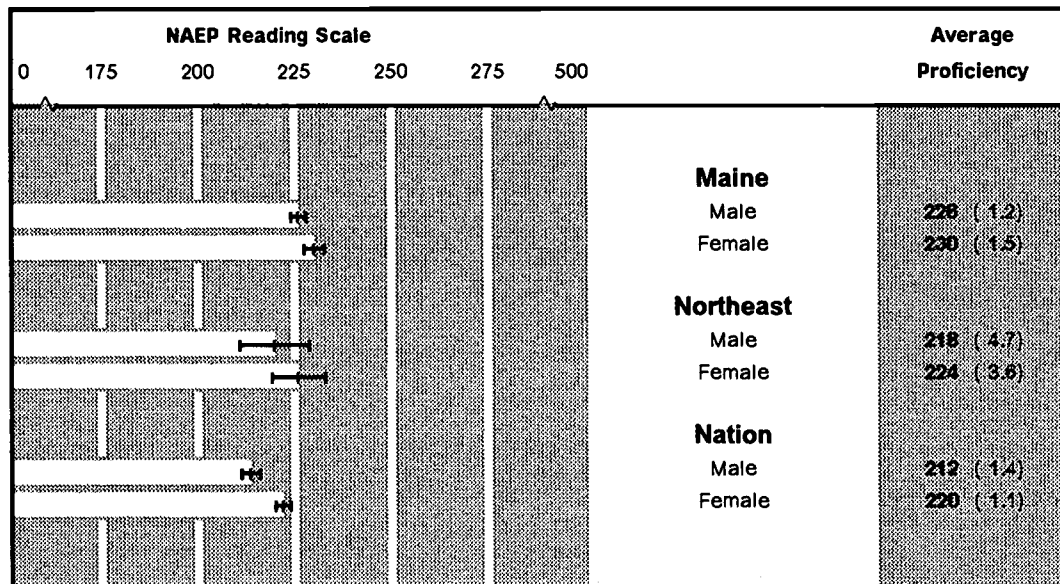 NAEP Reading Scale
Average
Proficiency
0 175 200 225 250 275 500
Maine
Male 226 ( 1.2)
Female 230 ( 1.5)
Northeast
Male 218 ( 4.7)
Female 224 ( 3.6)
Nation
Male 212 ( 1.4)
Female 220 ( 1.1)